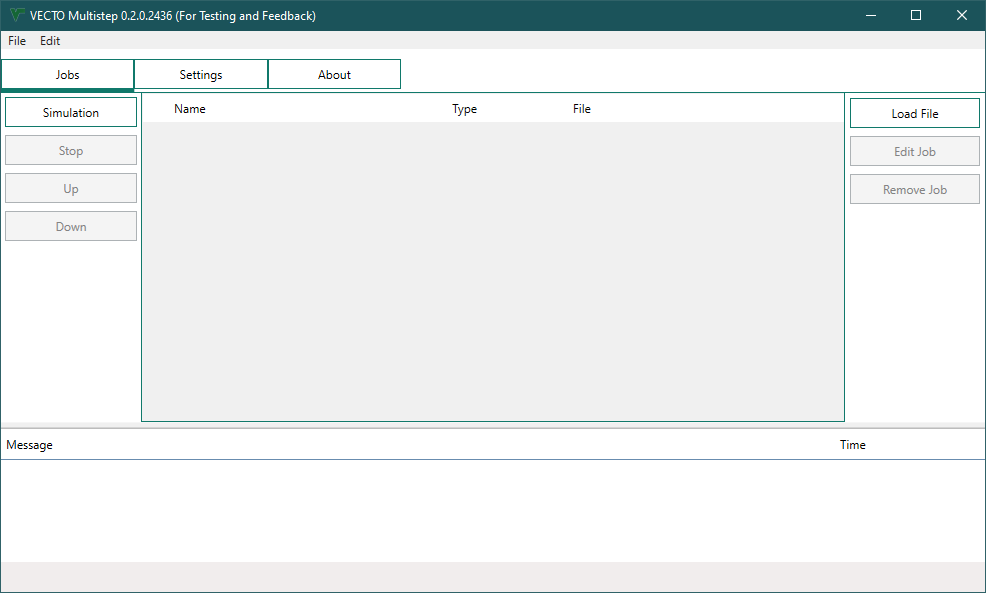 VECTO Multistep 0.2.0.2436 (For Testing and Feedback)
File Edit
Jobs Settings About
Simulation
Stop
Up
Down
Name Type File
Load File
Edit Job
Remove Job
Message Time